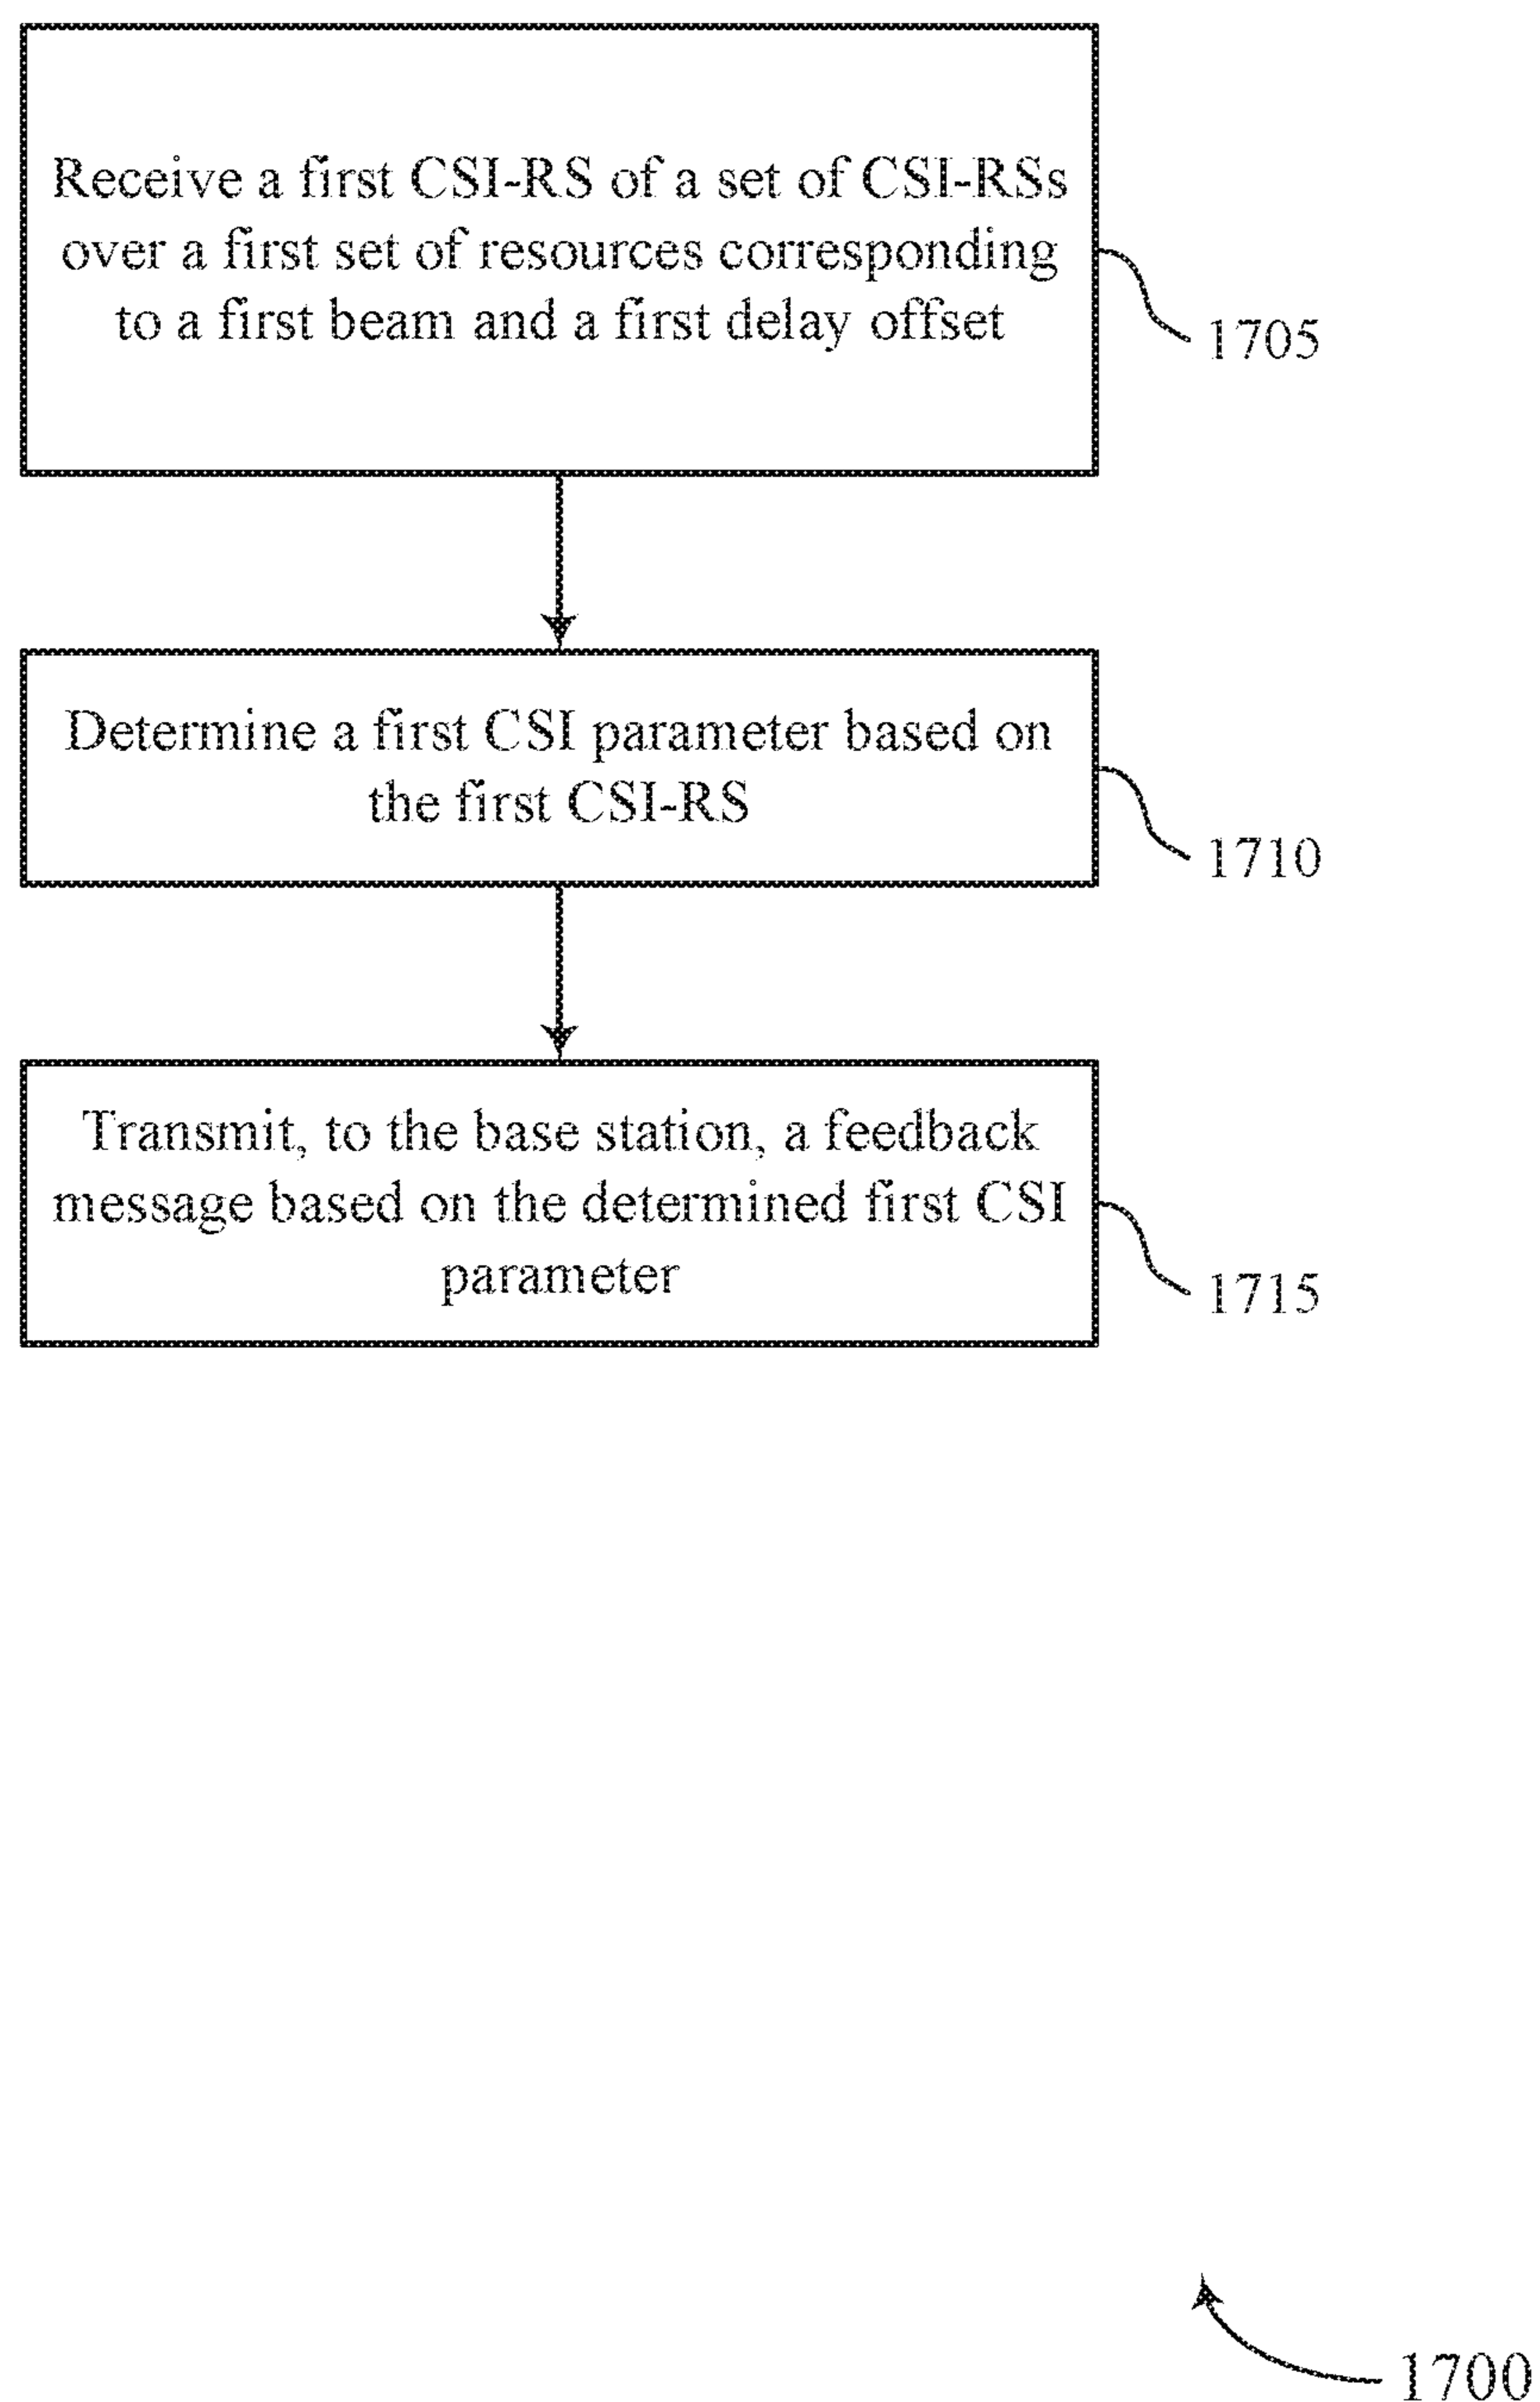 Receive a first CSI-RS of a set of CSI-RSs
over a first set of resources corresponding
to a first beam and a first delay offset
1705
Determine a first CSI parameter based on
the first CSI-RS
1710
Transmit, to the base station, a feedback
message based on the determined first CSI
parameter
1715
1700